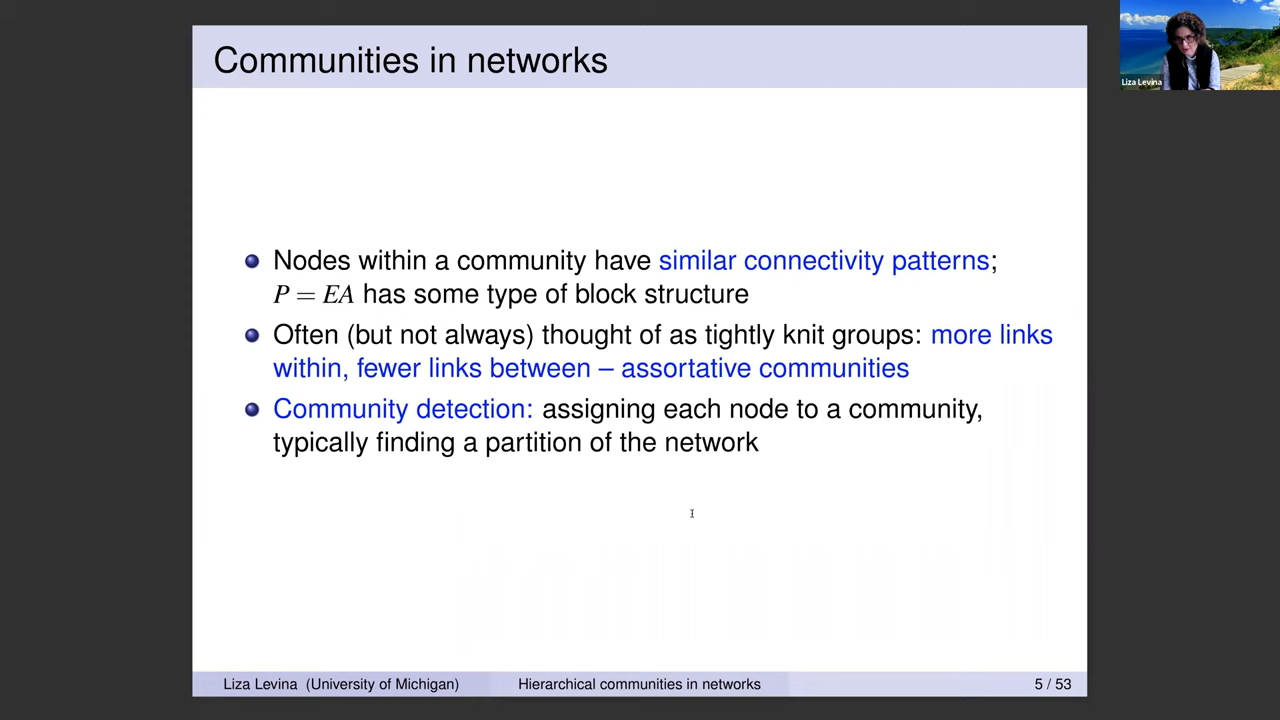 Communities in networks
Liza Levina
Nodes within a community have similar connectivity patterns;
P = EA has some type of block structure
Often (but not always) thought of as tightly knit groups: more links
within, fewer links between – assortative communities
Community detection: assigning each node to a community,
typically finding a partition of the network
Liza Levina (University of Michigan) Hierarchical communities in networks 5 / 53